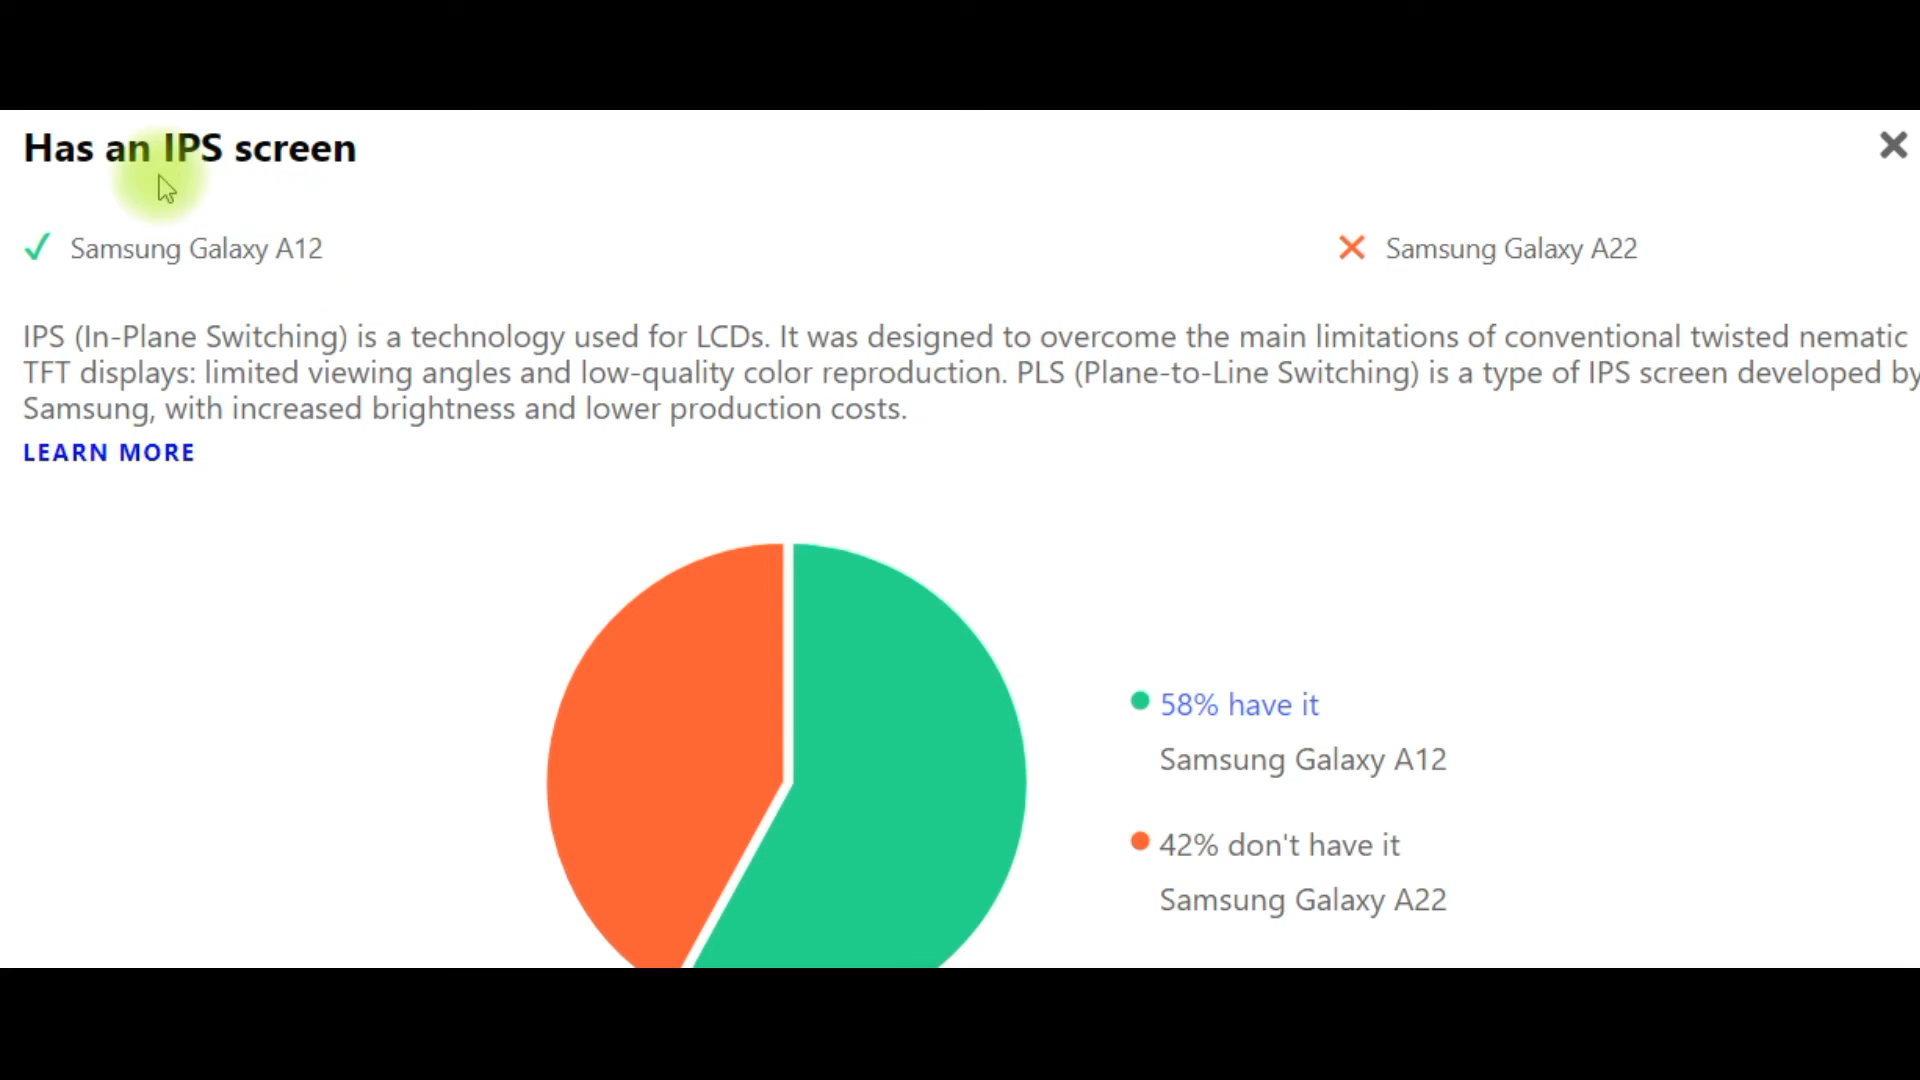 Has an IPS screen
Samsung Galaxy A12
Samsung Galaxy A22
IPS (In-Plane Switching) is a technology used for LCDs. It was designed to overcome the main limitations of conventional twisted nematic
TFT displays: limited viewing angles and low-quality color reproduction. PLS (Plane-to-Line Switching) is a type of IPS screen developed by
Samsung, with increased brightness and lower production costs.
LEARN MORE
58% have it
Samsung Galaxy A12
42% don't have it
Samsung Galaxy A22